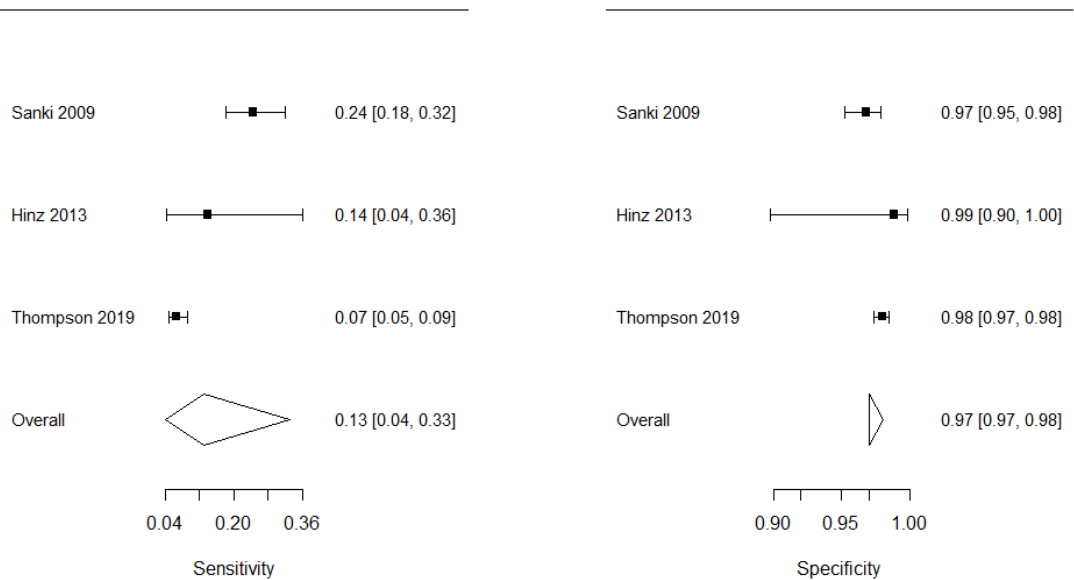 Sanki 2009 0.24 [0.18, 0.32]
Hinz 2013 0.14 [0.04, 0.36]
Thompson 2019 0.07 [0.05, 0.09]
Overall 0.13 [0.04, 0.33]
0.04 0.20 0.36
Sensitivity
Sanki 2009 0.97 [0.95, 0.98]
Hinz 2013 0.99 [0.90, 1.00]
Thompson 2019 0.98 [0.97, 0.98]
Overall 0.97 [0.97, 0.98]
0.90 0.95 1.00
Specificity